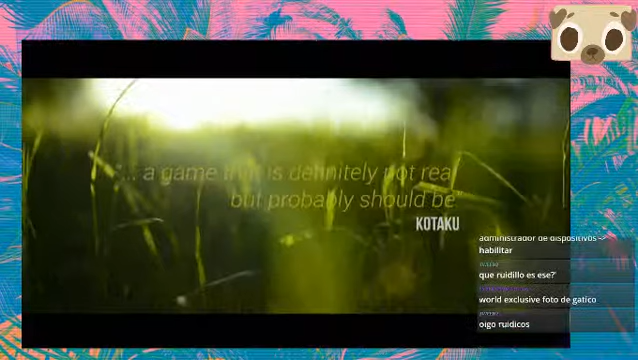 "... a game that is definitely not real
but probably should be
KOTAKU
administrador de dispositivos->
habilitar
que ruidillo es ese?'
world exclusive foto de gatico
oigo ruidicos